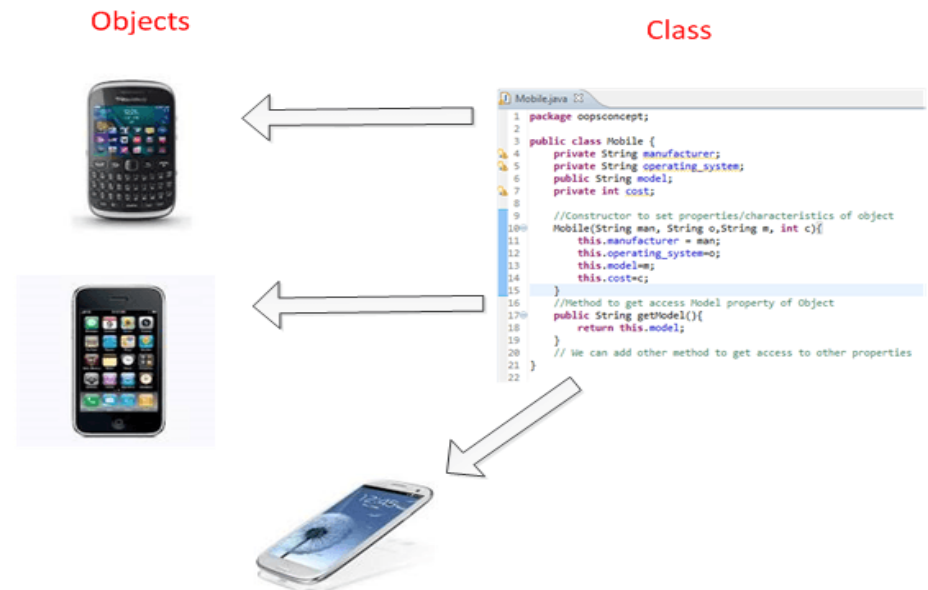 Objects
Class
Mobile.java
1 package oopsconcept;
2
3 public class Mobile {
4 private String manufacturer;
5 private String operating_system;
6 public String model;
7 private int cost;
8
9 //Constructor to set properties/characteristics of object
10 Mobile(String man, String o,String m, int c){
11 this.manufacturer = man;
12 this.operating_system=o;
13 this.model=m;
14 this.cost=c;
15 }
16 //Method to get access Model property of Object
17 public String getModel(){
18 return this.model;
19 }
20 // We can add other method to get access to other properties
21 }
22
12:45